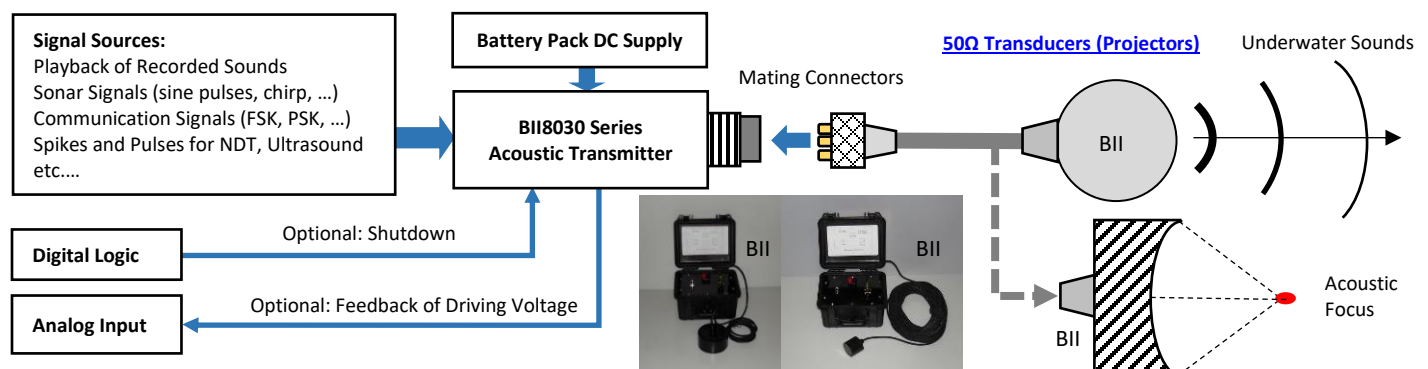 Signal Sources:
Playback of Recorded Sounds
Sonar Signals (sine pulses, chirp, ...)
Communication Signals (FSK, PSK, ...)
Spikes and Pulses for NDT, Ultrasound
etc....
Battery Pack DC Supply
BII8030 Series
Acoustic Transmitter
Mating Connectors
50Ω Transducers (Projectors)
Underwater Sounds
BII
Digital Logic
Optional: Shutdown
Analog Input
Optional: Feedback of Driving Voltage
BII
BII
BII
Acoustic
Focus